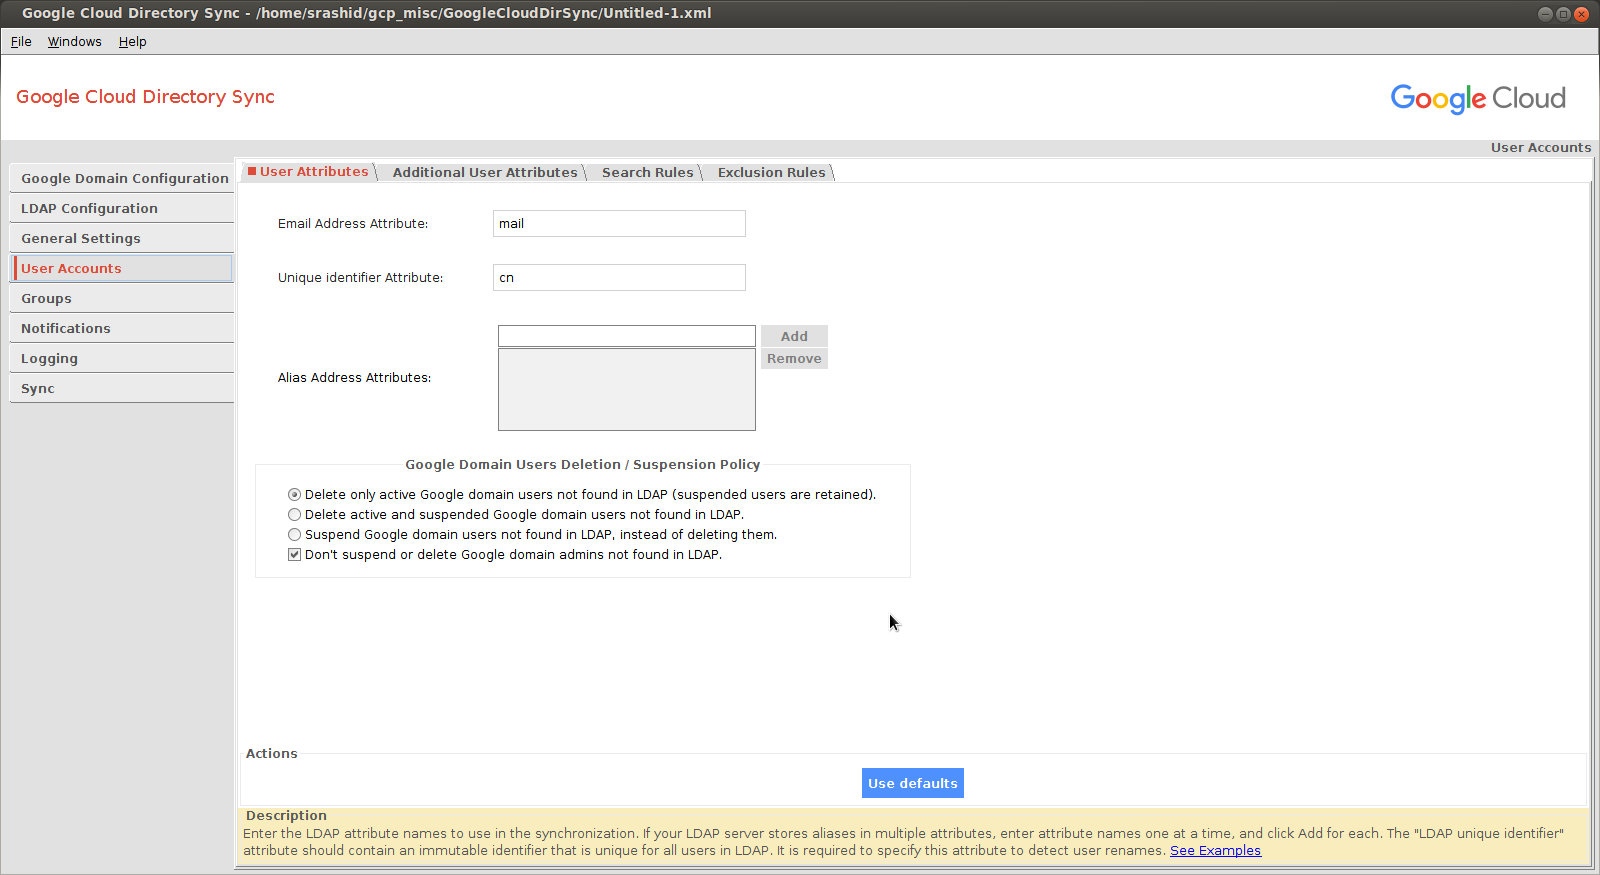 Google Cloud Directory Sync - /home/srashid/gcp_misc/GoogleCloudDirSync/Untitled-1.xml
File Windows Help
Google Cloud Directory Sync
Google Cloud
User Accounts
Google Domain Configuration
LDAP Configuration
General Settings
User Accounts
Groups
Notifications
Logging
Sync
User Attributes Additional User Attributes Search Rules Exclusion Rules
Email Address Attribute: mail
Unique identifier Attribute: cn
Add
Remove
Alias Address Attributes:
Google Domain Users Deletion / Suspension Policy
Delete only active Google domain users not found in LDAP (suspended users are retained).
Delete active and suspended Google domain users not found in LDAP.
Suspend Google domain users not found in LDAP, instead of deleting them.
Don't suspend or delete Google domain admins not found in LDAP.
Actions
Use defaults
Description
Enter the LDAP attribute names to use in the synchronization. If your LDAP server stores aliases in multiple attributes, enter attribute names one at a time, and click Add for each. The "LDAP unique identifier"
attribute should contain an immutable identifier that is unique for all users in LDAP. It is required to specify this attribute to detect user renames. See Examples